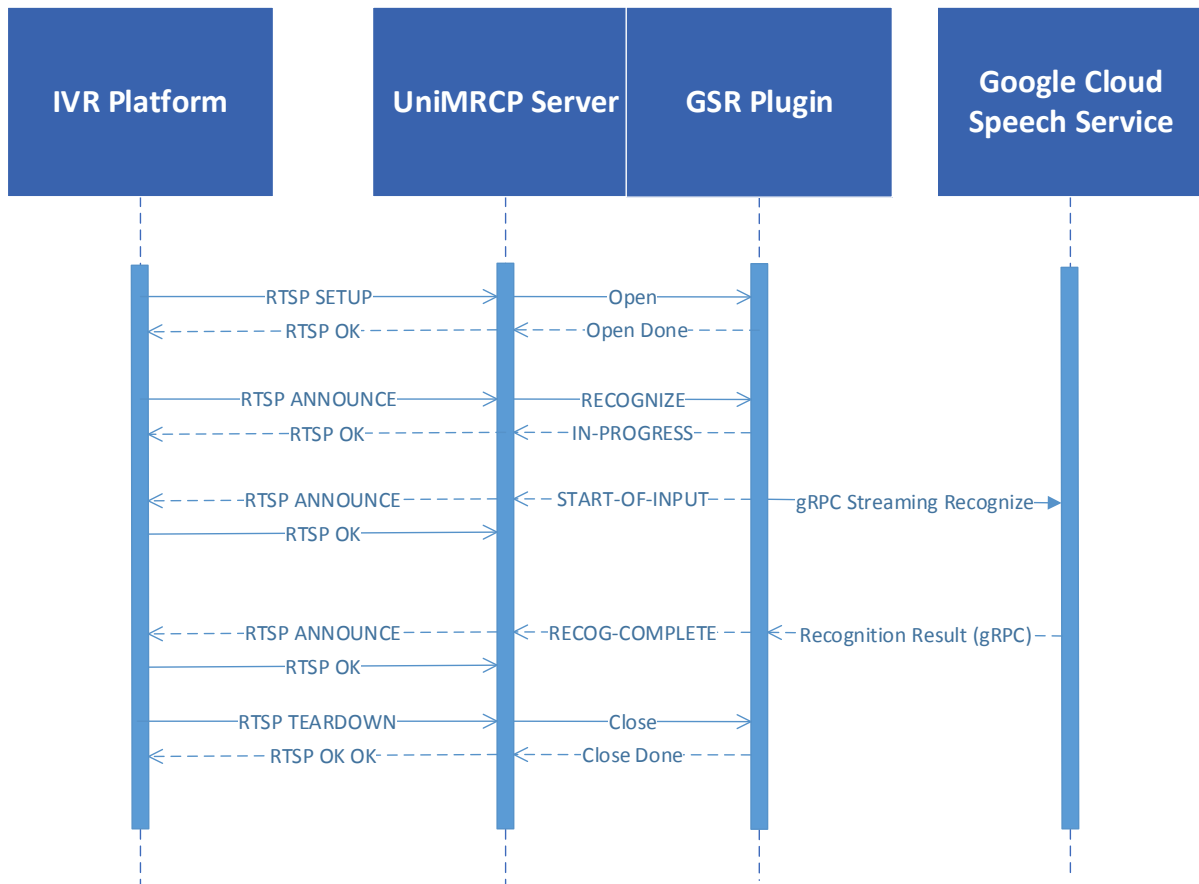 IVR Platform
UniMRCP Server
GSR Plugin
Google Cloud
Speech Service
RTSP SETUP
Open
RTSP OK
Open Done
RTSP ANNOUNCE
RECOGNIZE
RTSP OK
IN-PROGRESS
RTSP ANNOUNCE
START-OF-INPUT
gRPC Streaming Recognize
RTSP OK
RTSP ANNOUNCE
RECOG-COMPLETE
Recognition Result (gRPC)
RTSP OK
RTSP TEARDOWN
Close
RTSP OK OK
Close Done